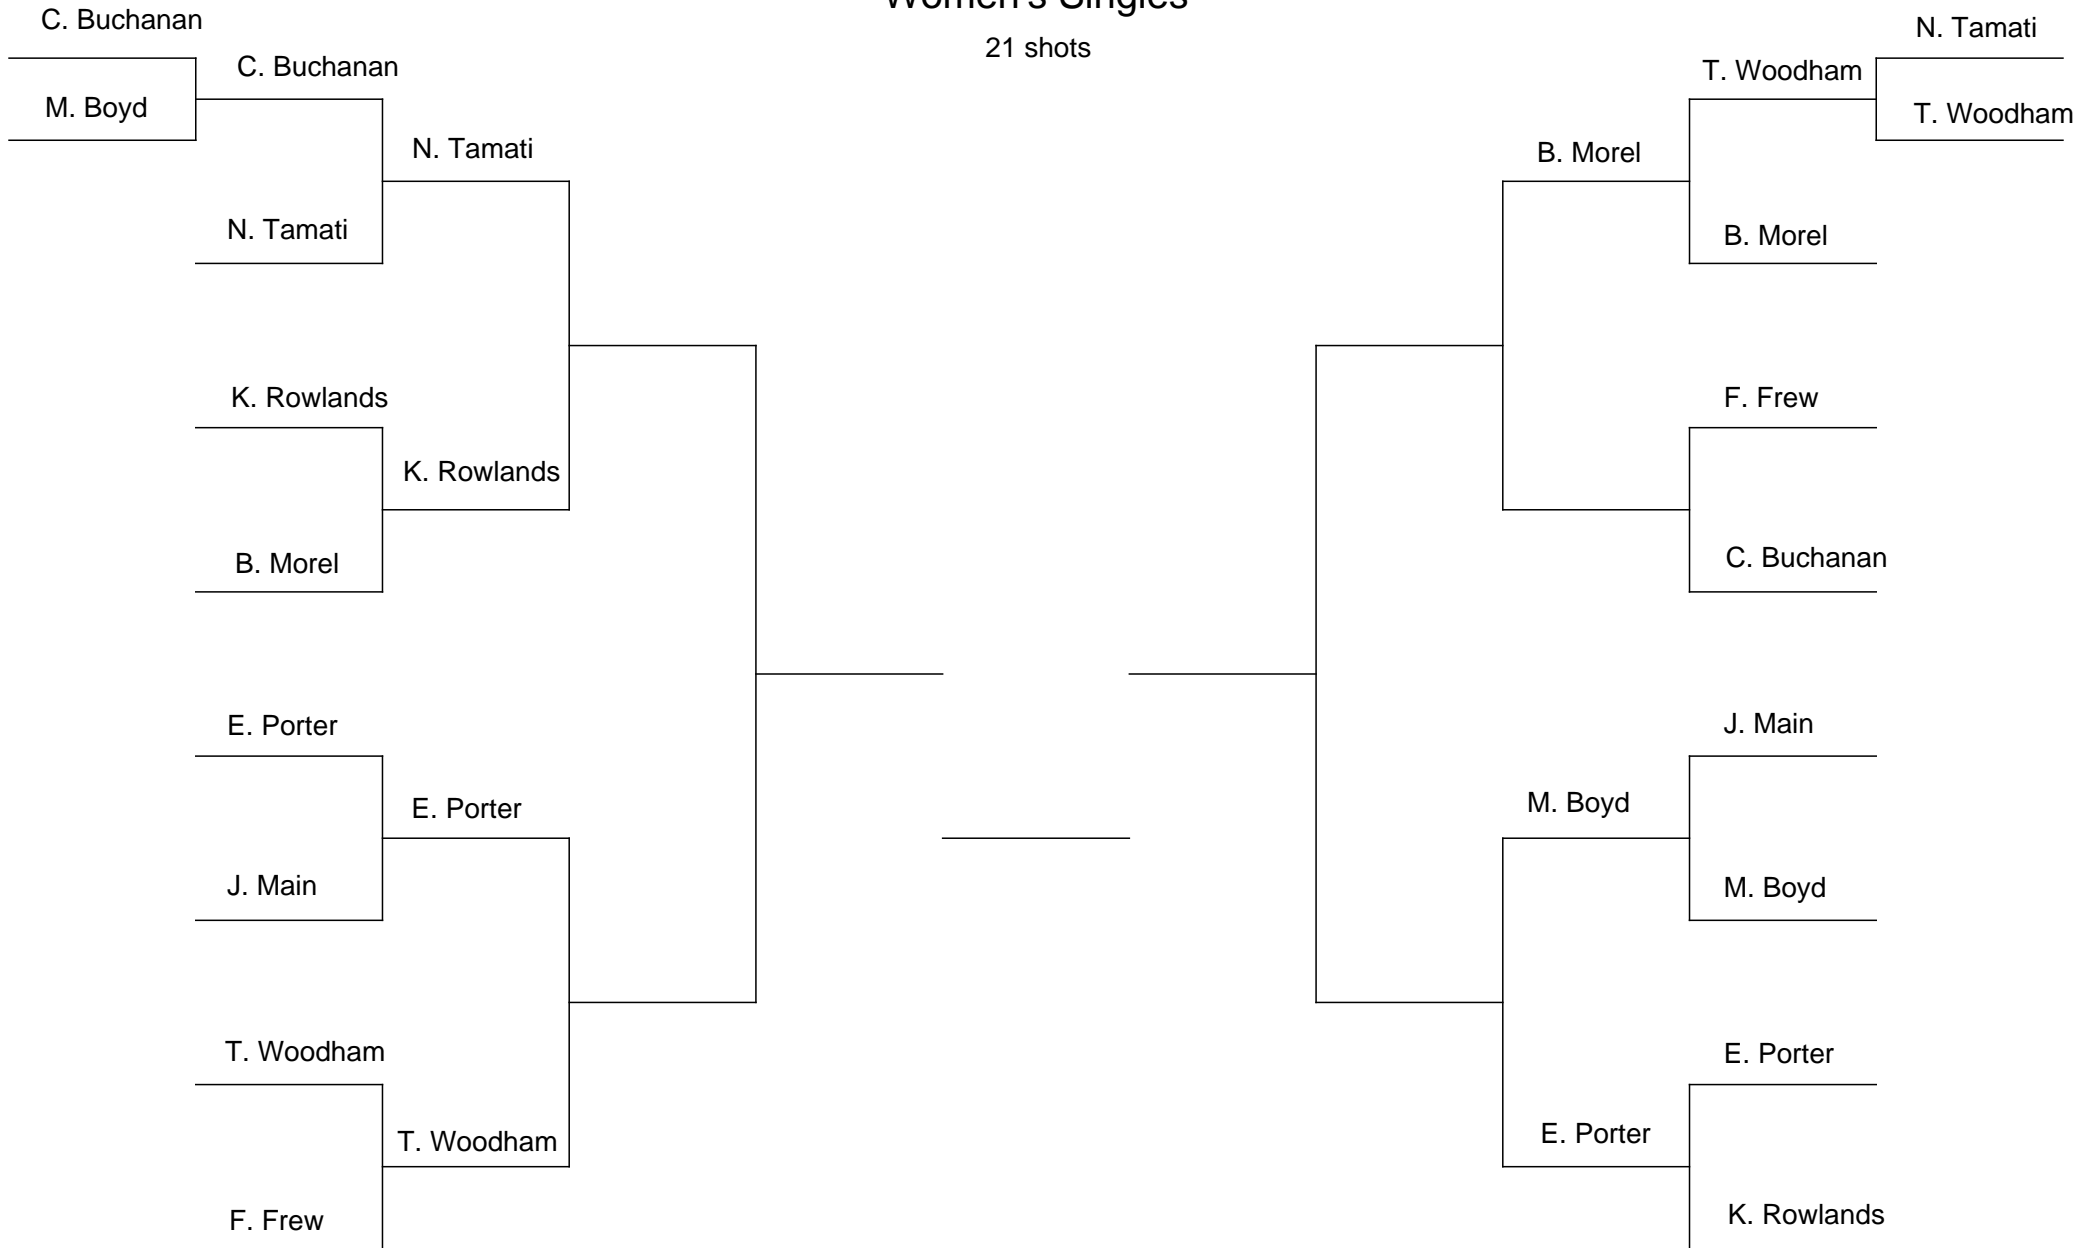 Women's Singles
21 shots
C. Buchanan
M. Boyd
C. Buchanan
N. Tamati
N. Tamati
K. Rowlands
K. Rowlands
B. Morel
E. Porter
E. Porter
J. Main
T. Woodham
T. Woodham
F. Frew
N. Tamati
T. Woodham
T. Woodham
B. Morel
B. Morel
F. Frew
C. Buchanan
J. Main
M. Boyd
M. Boyd
E. Porter
E. Porter
K. Rowlands